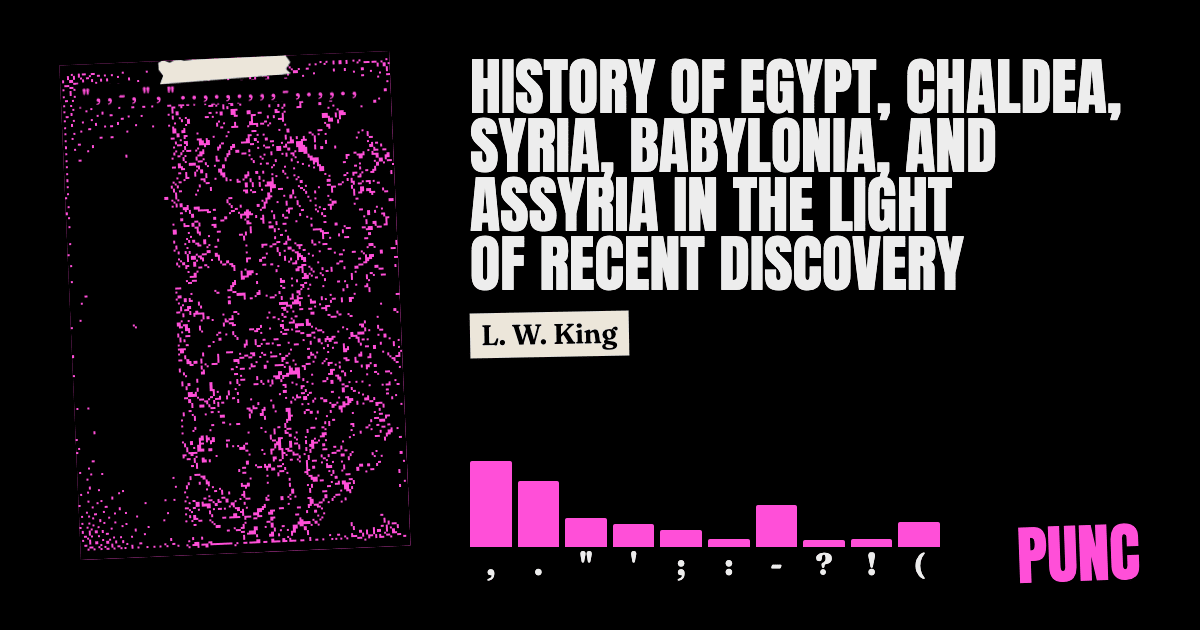 ",,-,",",,,,,,,,,-,,,,,,,
HISTORY OF EGYPT, CHALDEA,
SYRIA, BABYLONIA, AND
ASSYRIA IN THE LIGHT
OF RECENT DISCOVERY
L. W. King
, . " ' ; : - ? ! (
PUNC